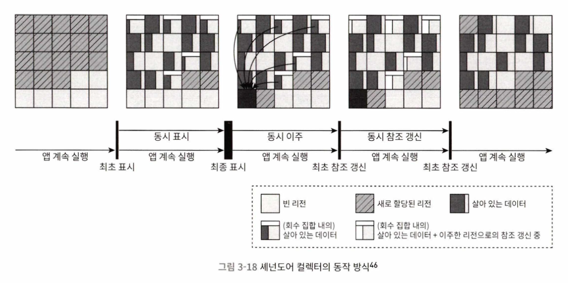 동시 표시
동시 이주
동시 참조 갱신
앱 계속 실행
앱 계속 실행
앱 계속 실행
앱 계속 실행
앱 계속 실행
최초 표시
최종 표시
최초 참조 갱신
최초 참조 갱신
빈 리전
새로 할당된 리전
살아 있는 데이터
(회수 집합 내의)
살아 있는 데이터
(회수 집합 내의)
살아 있는 데이터 + 이주한 리전으로의 참조 갱신 중
그림 3-18 셰넌도어 컬렉터의 동작 방식46